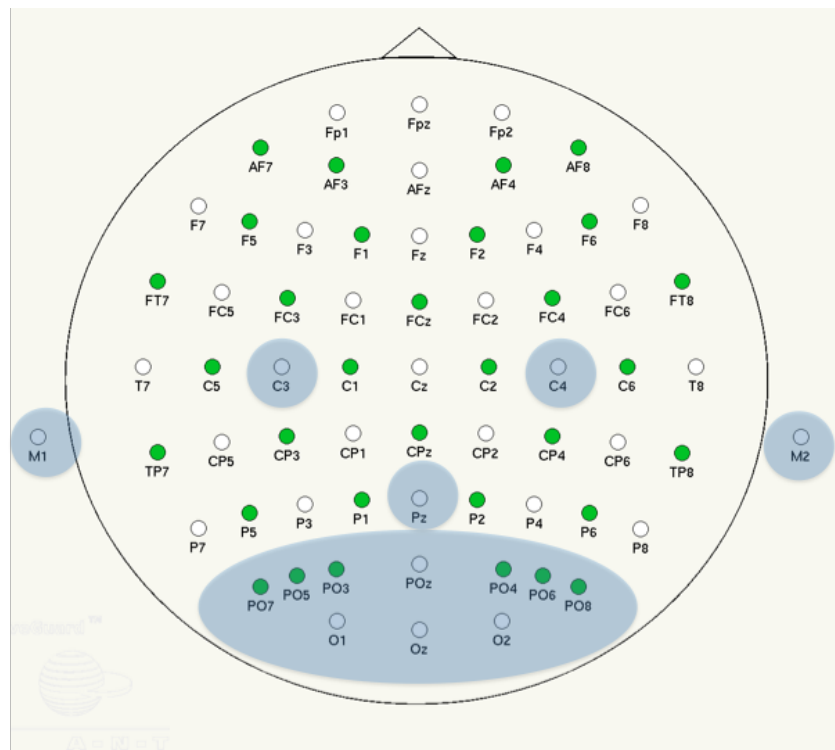 Fp1 Fpz Fp2
AF7 AF3 AFz AF4 AF8
F7 F5 F3 F1 Fz F2 F4 F6 F8
FT7 FC5 FC3 FC1 FCz FC2 FC4 FC6 FT8
T7 C5 C3 C1 Cz C2 C4 C6 T8
M1 TP7 CP5 CP3 CP1 CPz CP2 CP4 CP6 TP8 M2
P7 P5 P3 P1 Pz P2 P4 P6 P8
PO7 PO5 PO3 POz PO4 PO6 PO8
O1 Oz O2
A - N - T